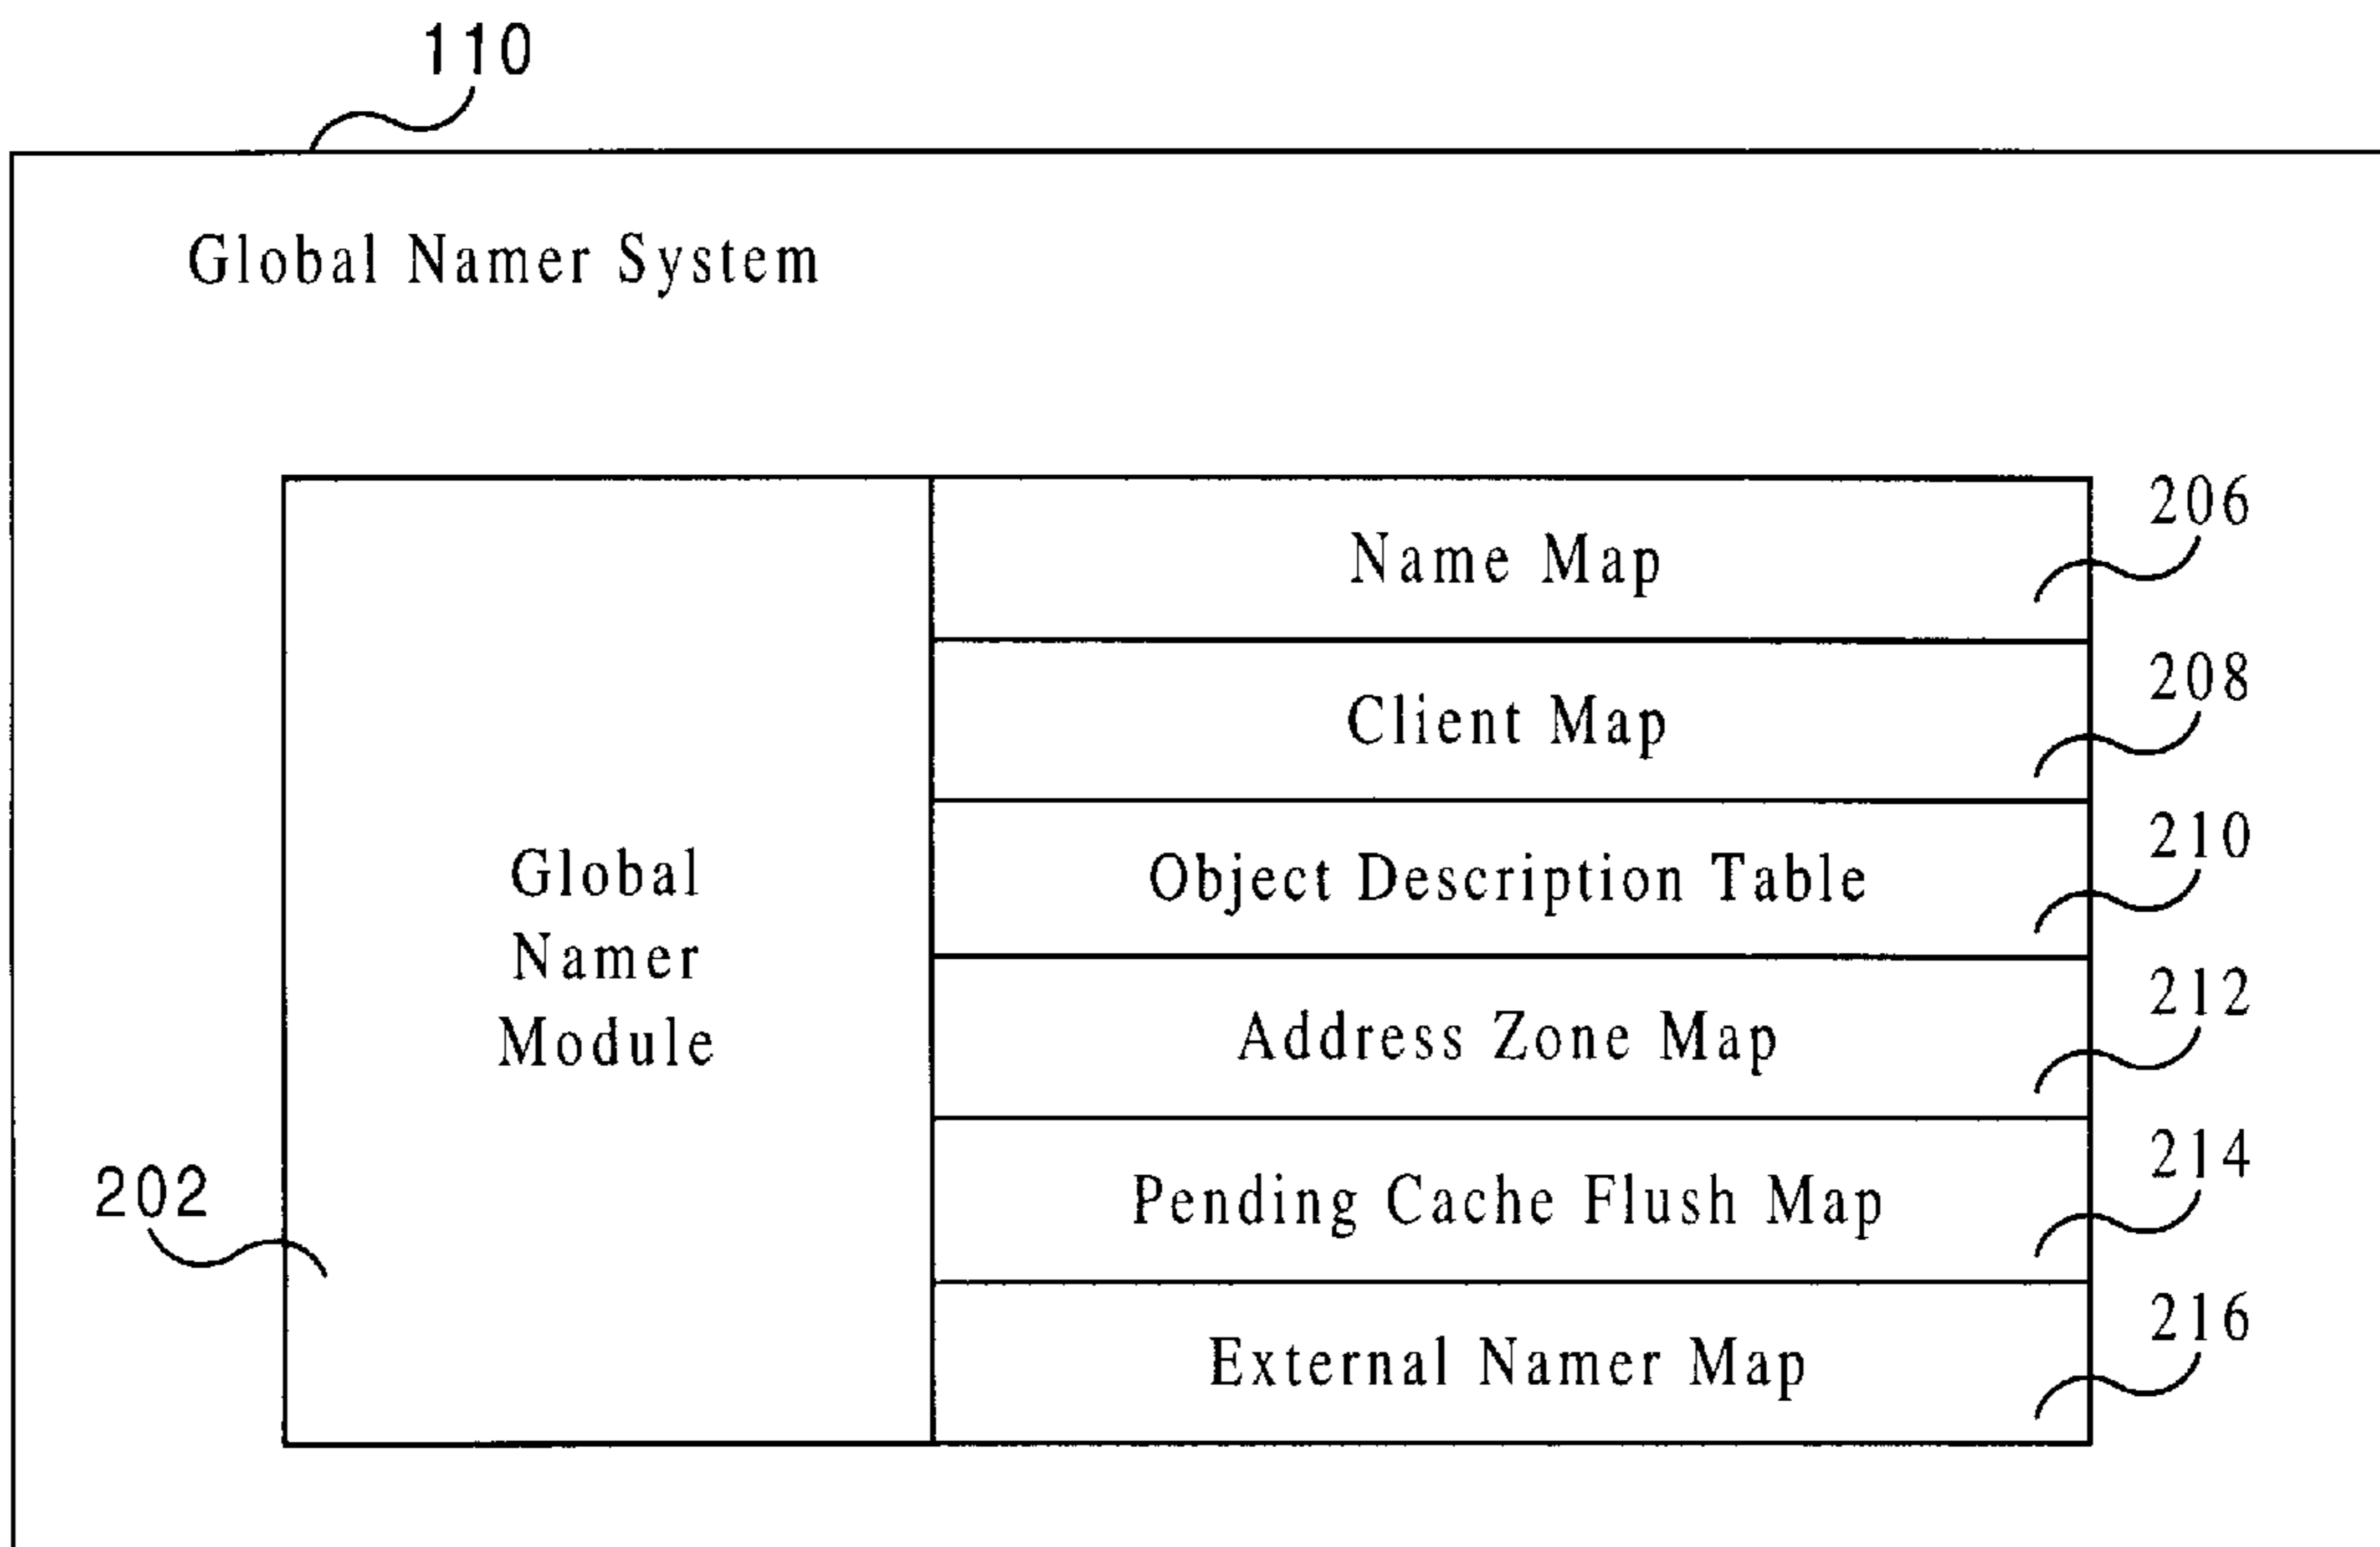 110
Global Namer System
Name Map
206
Client Map
208
Global
Namer
Module
Object Description Table
210
Address Zone Map
212
202
Pending Cache Flush Map
214
External Namer Map
216